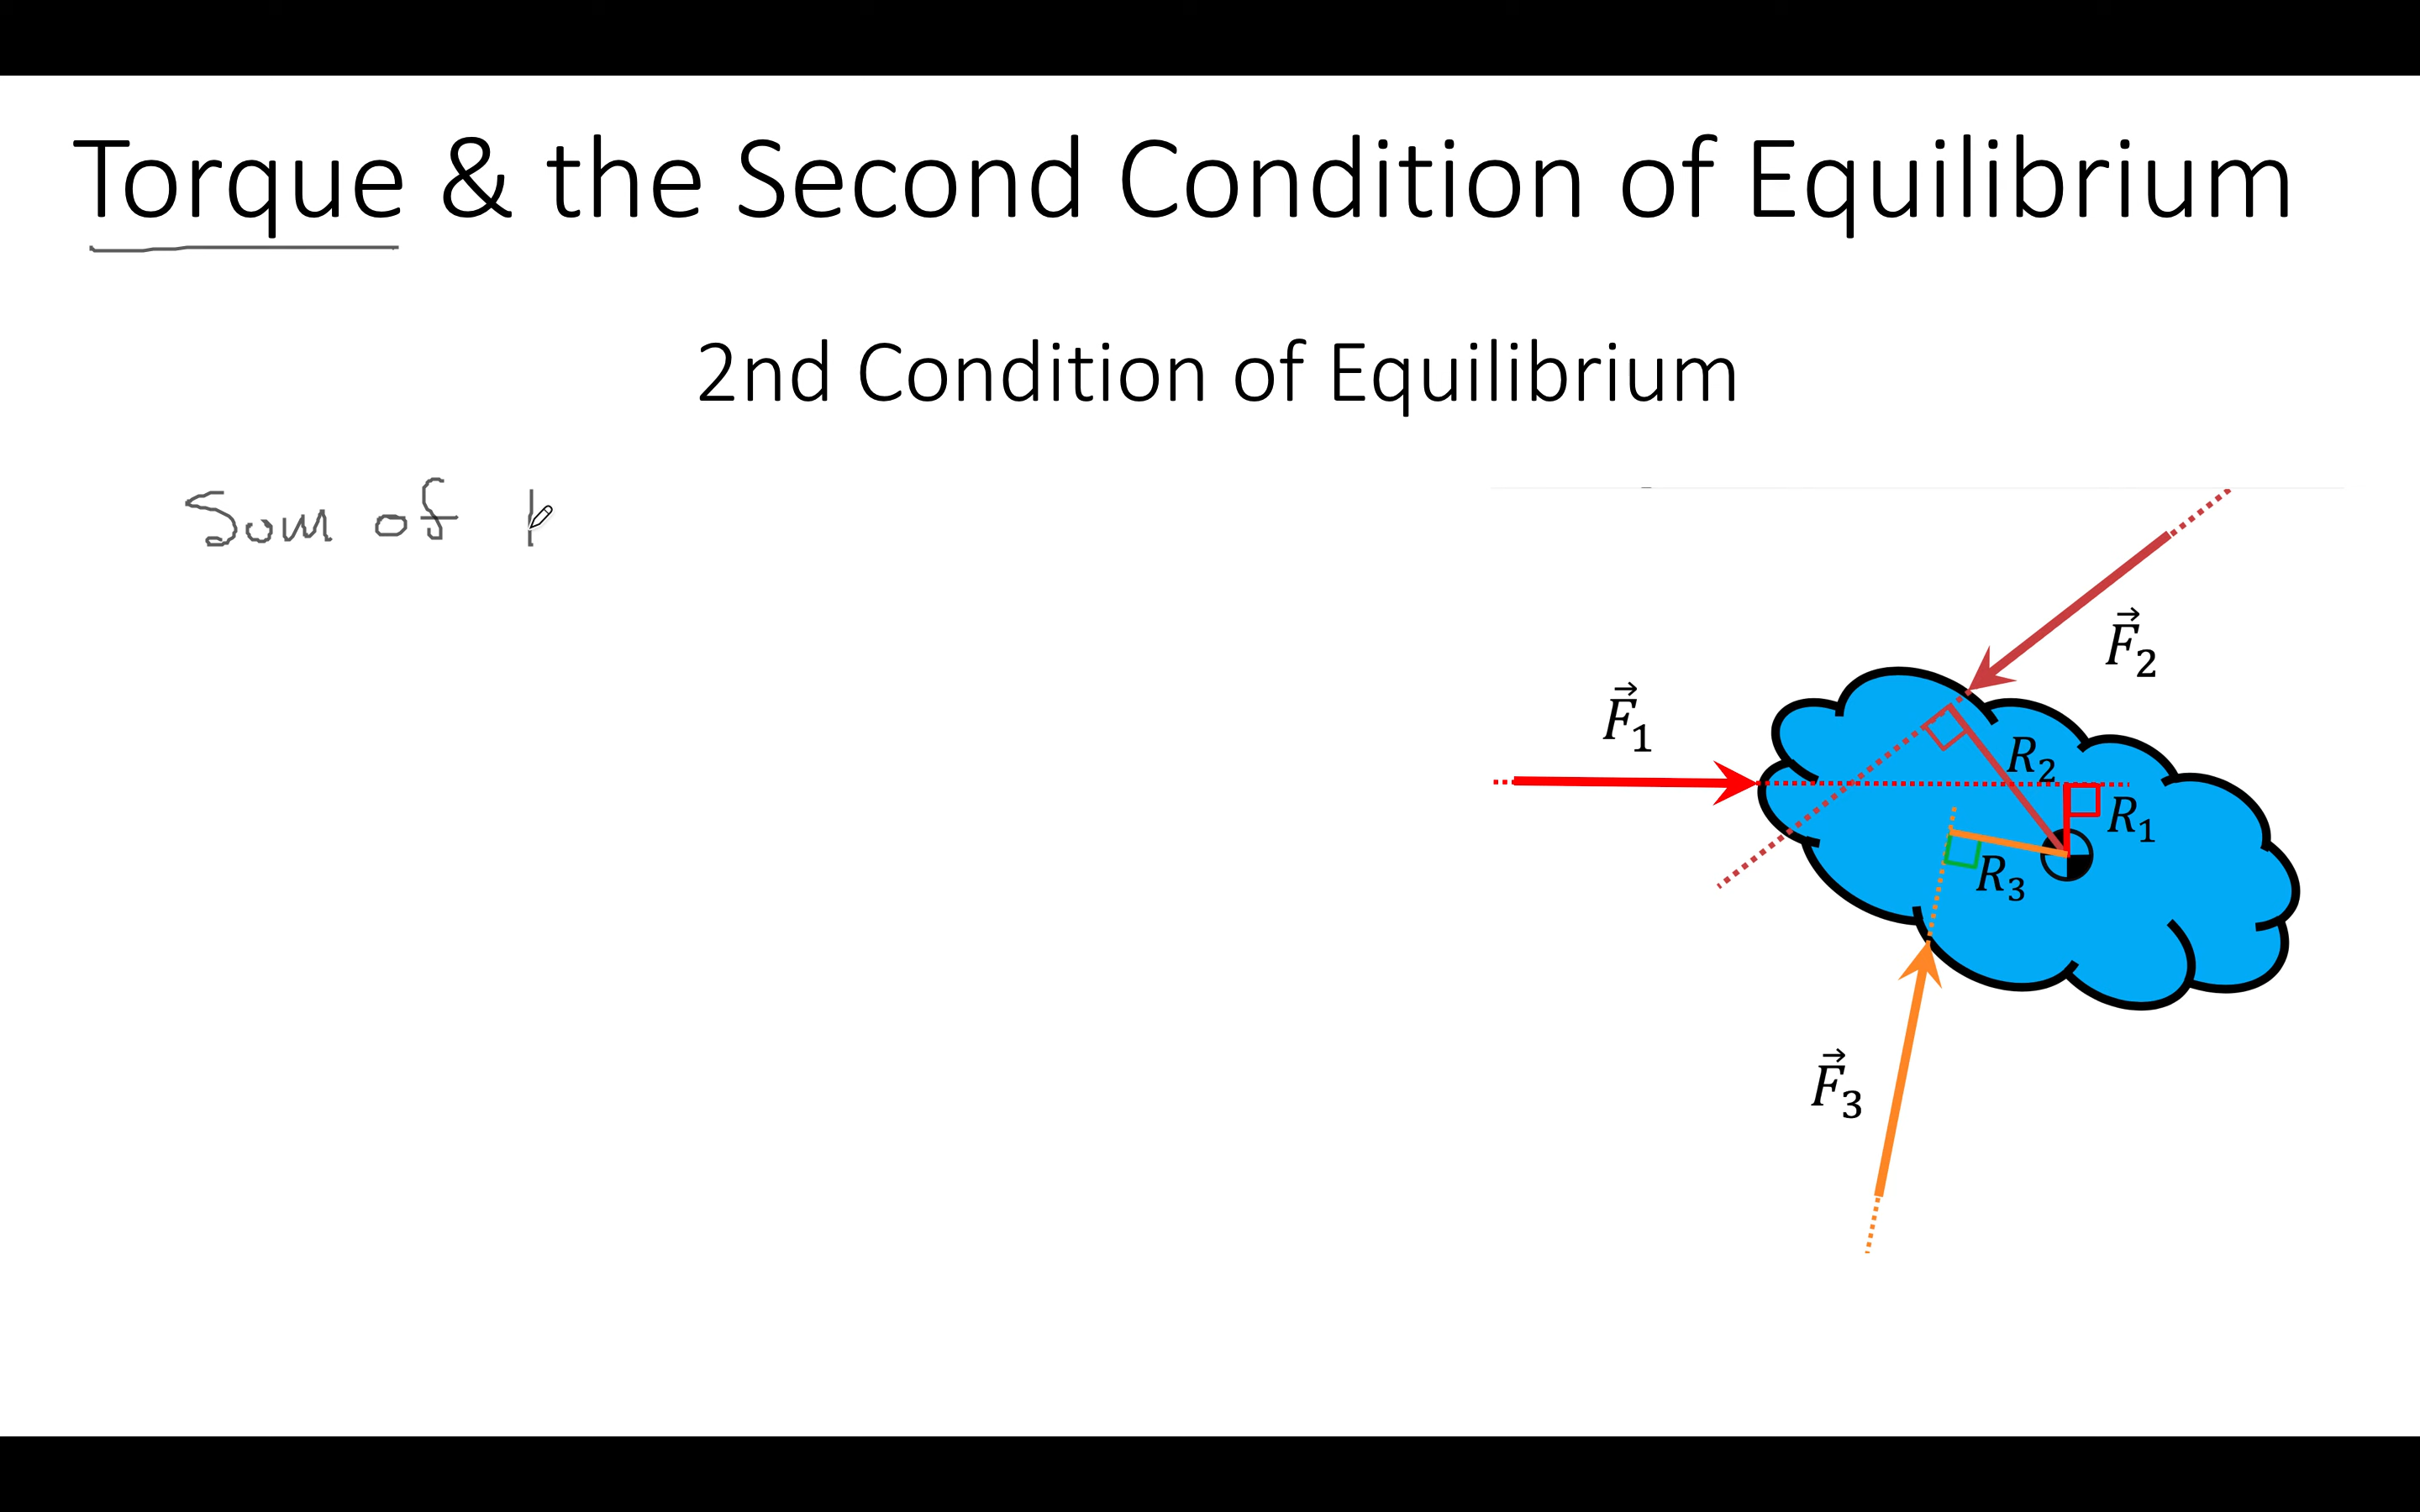 Torque & the Second Condition of Equilibrium
2nd Condition of Equilibrium
Sum of
F⃗₂
F⃗₁
R₂
R₁
R₃
F⃗₃